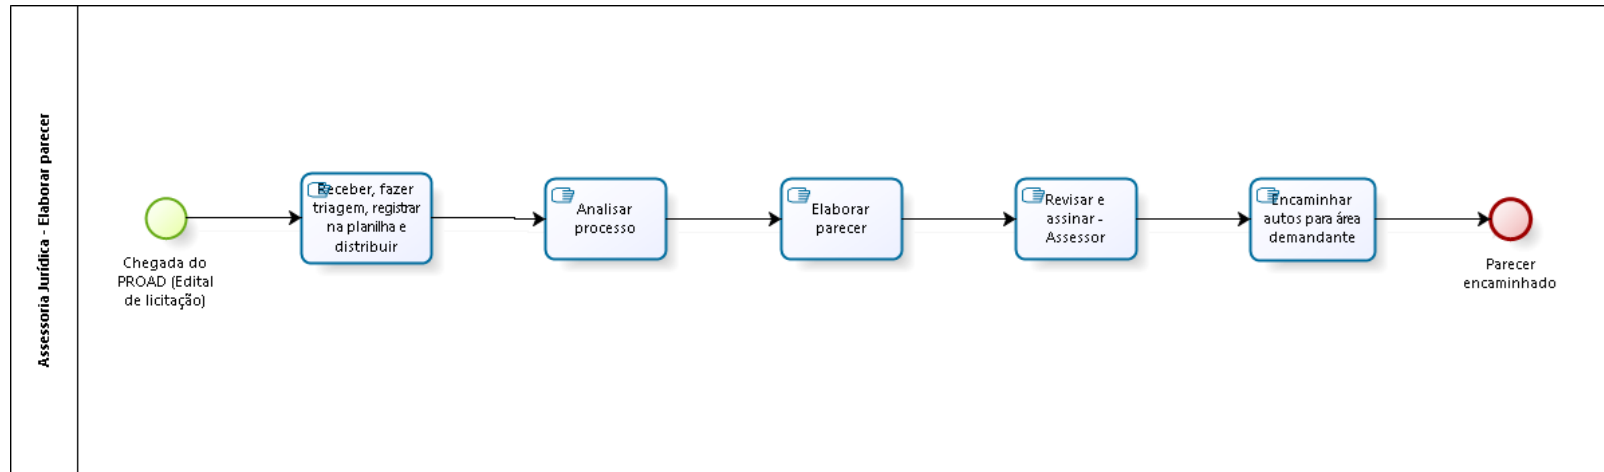 Assessoria Jurídica - Elaborar parecer
Chegada do
PROAD (Edital
de licitação)
Receber, fazer
triagem, registrar
na planilha e
distribuir
Analisar
processo
Elaborar
parecer
Revisar e
assinar -
Assessor
Encaminhar
autos para área
demandante
Parecer
encaminhado